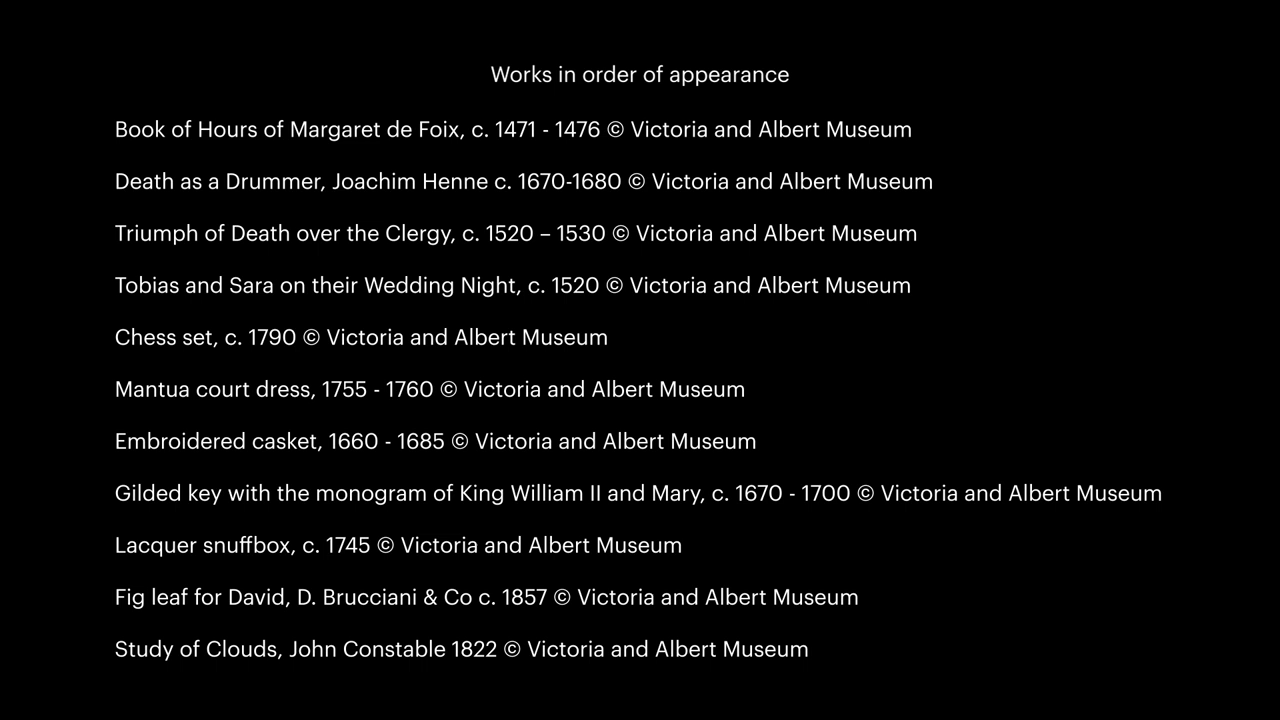 Works in order of appearance
Book of Hours of Margaret de Foix, c. 1471 - 1476 © Victoria and Albert Museum
Death as a Drummer, Joachim Henne c. 1670-1680 © Victoria and Albert Museum
Triumph of Death over the Clergy, c. 1520 – 1530 © Victoria and Albert Museum
Tobias and Sara on their Wedding Night, c. 1520 © Victoria and Albert Museum
Chess set, c. 1790 © Victoria and Albert Museum
Mantua court dress, 1755 - 1760 © Victoria and Albert Museum
Embroidered casket, 1660 - 1685 © Victoria and Albert Museum
Gilded key with the monogram of King William II and Mary, c. 1670 - 1700 © Victoria and Albert Museum
Lacquer snuffbox, c. 1745 © Victoria and Albert Museum
Fig leaf for David, D. Brucciani & Co c. 1857 © Victoria and Albert Museum
Study of Clouds, John Constable 1822 © Victoria and Albert Museum